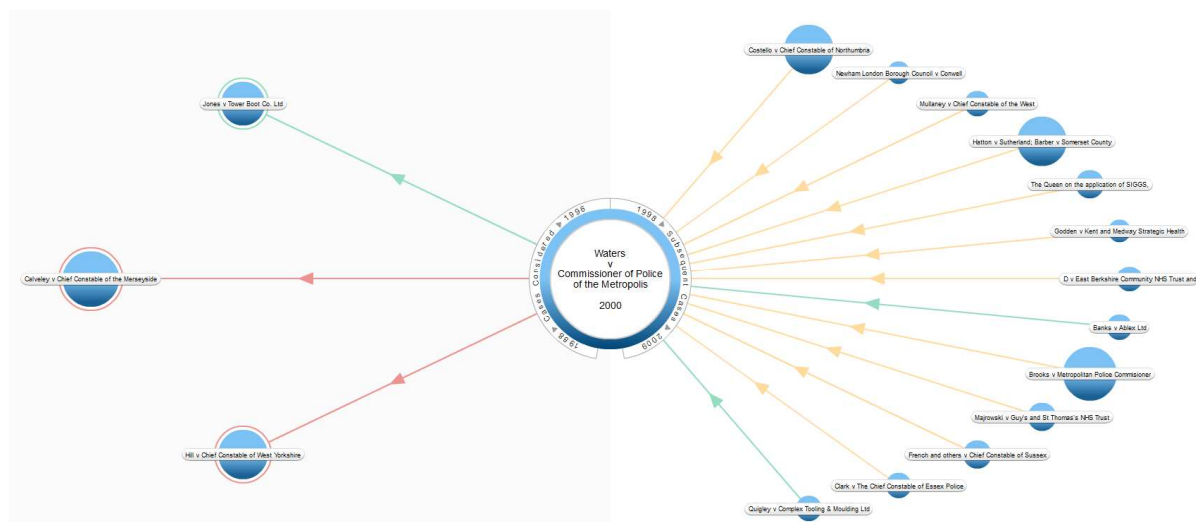 Costello v Chief Constable of Northumbria
Newham London Borough Council v Conwell
Jones v Tower Boot Co. Ltd
Mullaney v Chief Constable of the West
Hatton v Sutherland; Barber v Somerset County
The Queen on the application of SIGGS,
Godden v Kent and Medway Strategic Health
Cases Considated 1996
1988
1998 Subsequent Cases
2009
Waters
v
Commissioner of Police
of the Metropolis
2000
Calveley v Chief Constable of the Merseyside
D v East Berkshire Community NHS Trust and
Banks v Ablex Ltd
Brooks v Metropolitan Police Commisioner
Majrowski v Guy's and St Thomas's NHS Trust
Hill v Chief Constable of West Yorkshire
French and others v Chief Constable of Sussex
Clark v The Chief Constable of Essex Police
Quigley v Complex Tooling & Moulding Ltd